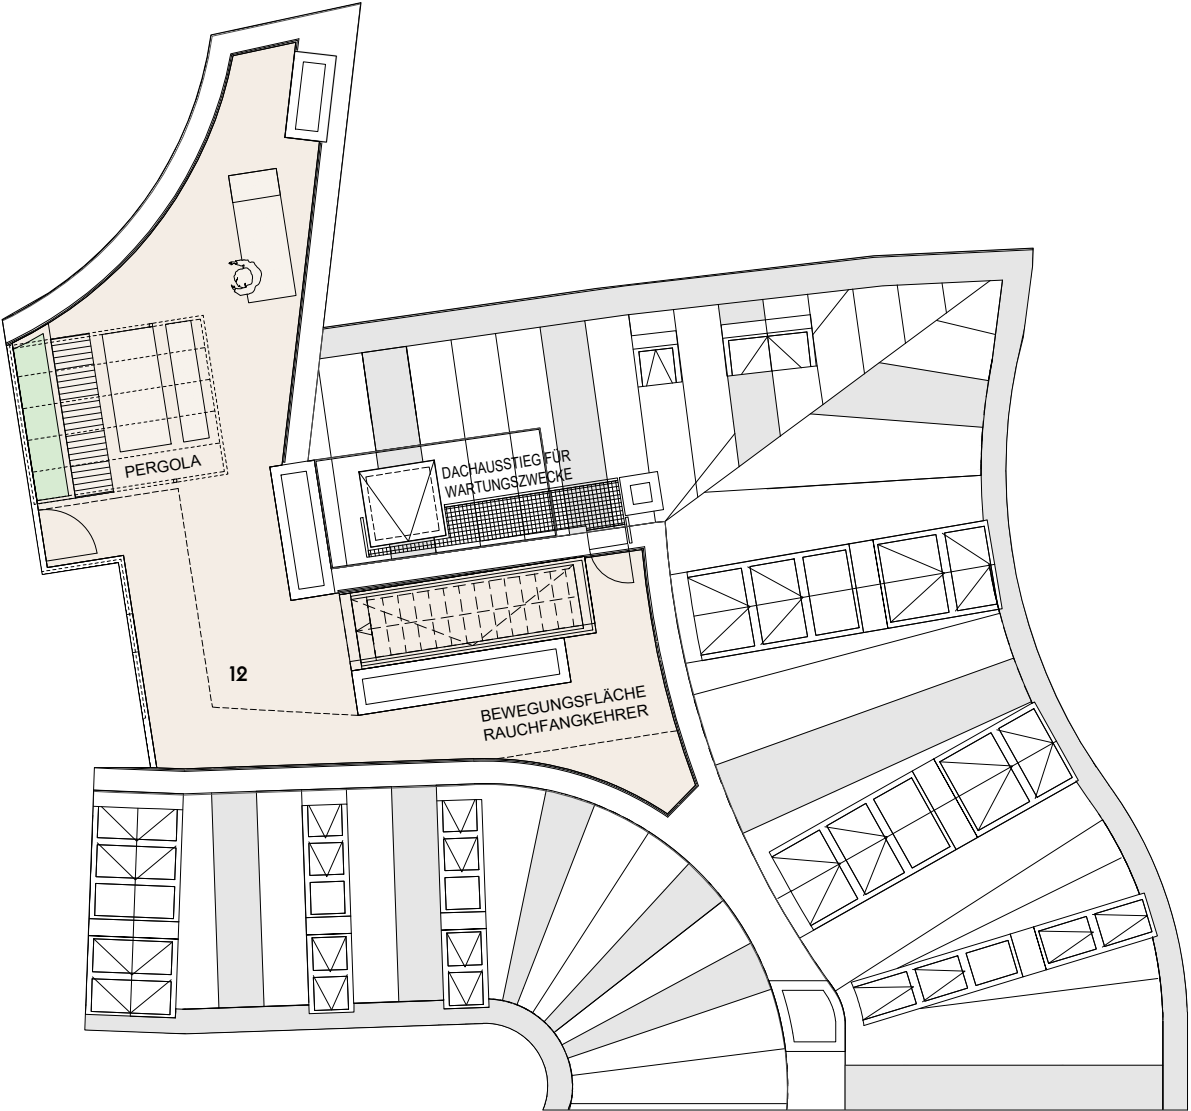 DACHAUSSTIEG FÜR
WARTUNGSZWECKE
PERGOLA
12
BEWEGUNGSFLÄCHE
RAUCHFANGKEHRER